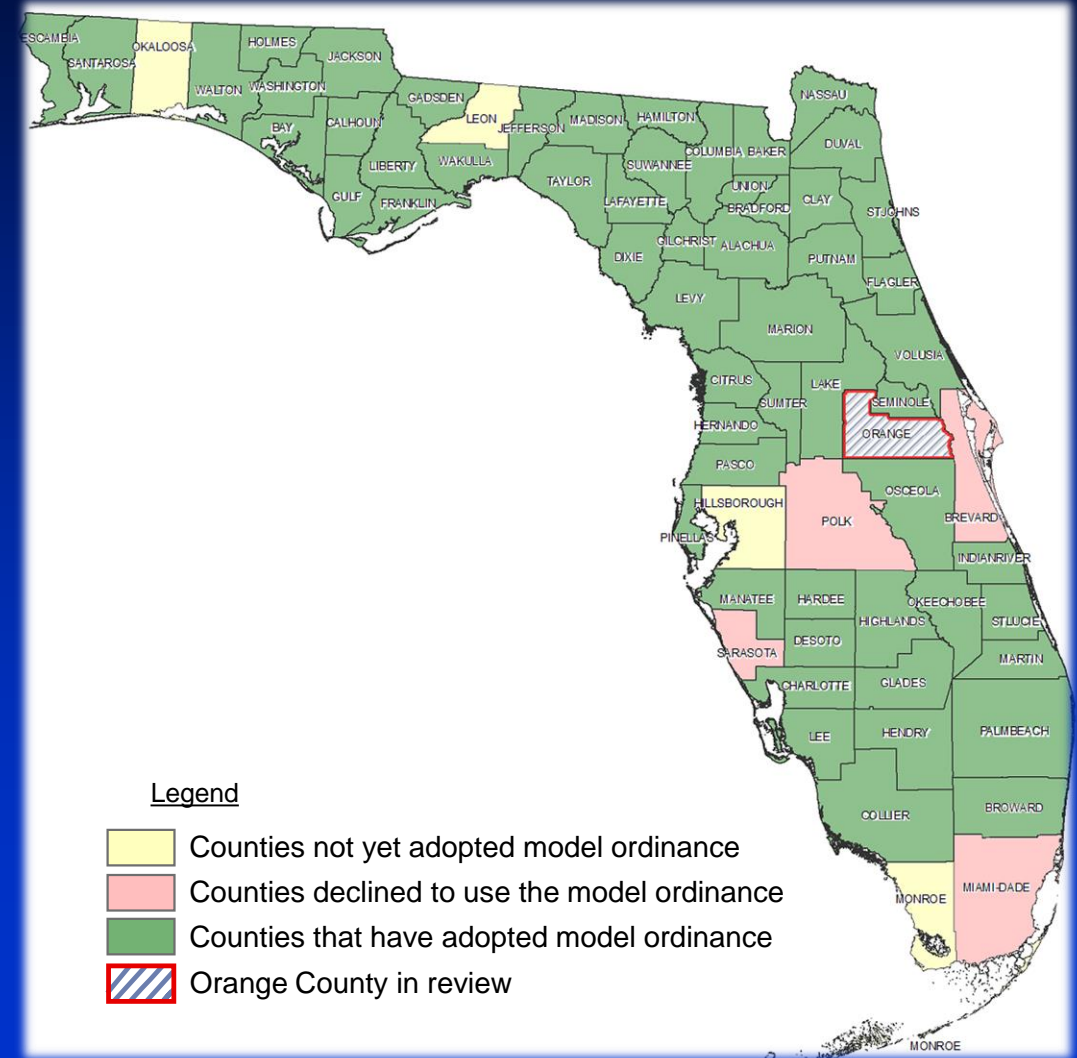 ESCAMBIA
SANTAROSA
OKALOOSA
WALTON
HOLMES
WASHINGTON
JACKSON
BAY
CALHOUN
GULF
LIBERTY
GADSDEN
FRANKLIN
LEON
WAKULLA
JEFFERSON
MADISON
TAYLOR
HAMILTON
SUWANNEE
LAFAYETTE
DIXIE
COLUMBIA
BAKER
UNION
BRADFORD
GILCHRIST
ALACHUA
LEVY
NASSAU
DUVAL
CLAY
STJOHNS
PUTNAM
FLAGLER
MARION
VOLUSIA
CITRUS
SUMTER
LAKE
SEMINOLE
ORANGE
HERNANDO
PASCO
HILLSBOROUGH
PINELLAS
POLK
OSCEOLA
BREVARD
INDIANRIVER
MANATEE
HARDEE
HIGHLANDS
OKEECHOBEE
STLUCIE
SARASOTA
DESOTO
MARTIN
CHARLOTTE
GLADES
LEE
HENDRY
PALMBEACH
COLLIER
BROWARD
MONROE
MIAMI-DADE
MONROE
Legend
Counties not yet adopted model ordinance
Counties declined to use the model ordinance
Counties that have adopted model ordinance
Orange County in review